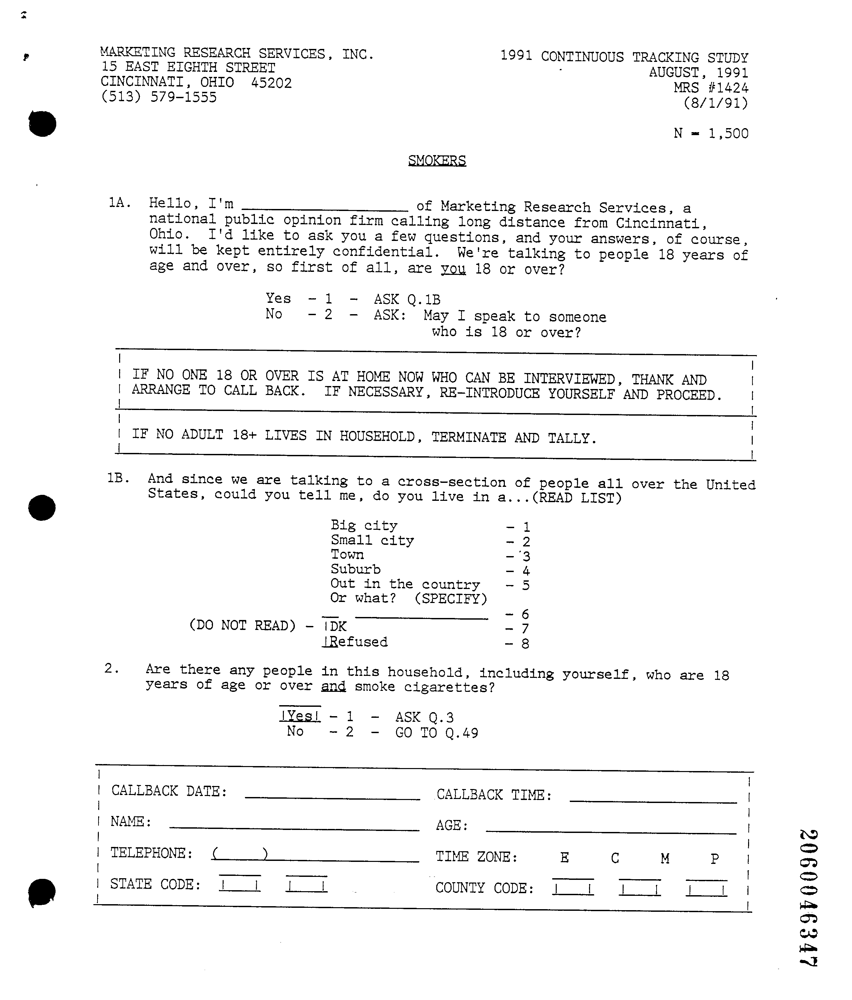 MARKETING RESEARCH SERVICES, INC.
15 EAST EIGHTH STREET
CINCINNATI, OHIO 45202
(513) 579-1555
1991 CONTINUOUS TRACKING STUDY
AUGUST, 1991
MRS #1424
(8/1/91)
N = 1,500
SMOKERS
1A. Hello, I'm ____________________ of Marketing Research Services, a
national public opinion firm calling long distance from Cincinnati,
Ohio. I'd like to ask you a few questions, and your answers, of course,
will be kept entirely confidential. We're talking to people 18 years of
age and over, so first of all, are you 18 or over?
Yes - 1 - ASK Q.1B
No - 2 - ASK: May I speak to someone
who is 18 or over?
IF NO ONE 18 OR OVER IS AT HOME NOW WHO CAN BE INTERVIEWED, THANK AND
ARRANGE TO CALL BACK. IF NECESSARY, RE-INTRODUCE YOURSELF AND PROCEED.
IF NO ADULT 18+ LIVES IN HOUSEHOLD, TERMINATE AND TALLY.
1B. And since we are talking to a cross-section of people all over the United
States, could you tell me, do you live in a...(READ LIST)
Big city - 1
Small city - 2
Town - 3
Suburb - 4
Out in the country - 5
Or what? (SPECIFY)
____________________ - 6
(DO NOT READ) - DK - 7
Refused - 8
2. Are there any people in this household, including yourself, who are 18
years of age or over and smoke cigarettes?
Yes - 1 - ASK Q.3
No - 2 - GO TO Q.49
CALLBACK DATE: ____________________ CALLBACK TIME: ____________________
NAME: ____________________ AGE: ____________________
TELEPHONE: (     ) ____________________ TIME ZONE: E C M P
STATE CODE: COUNTY CODE:
2060046347